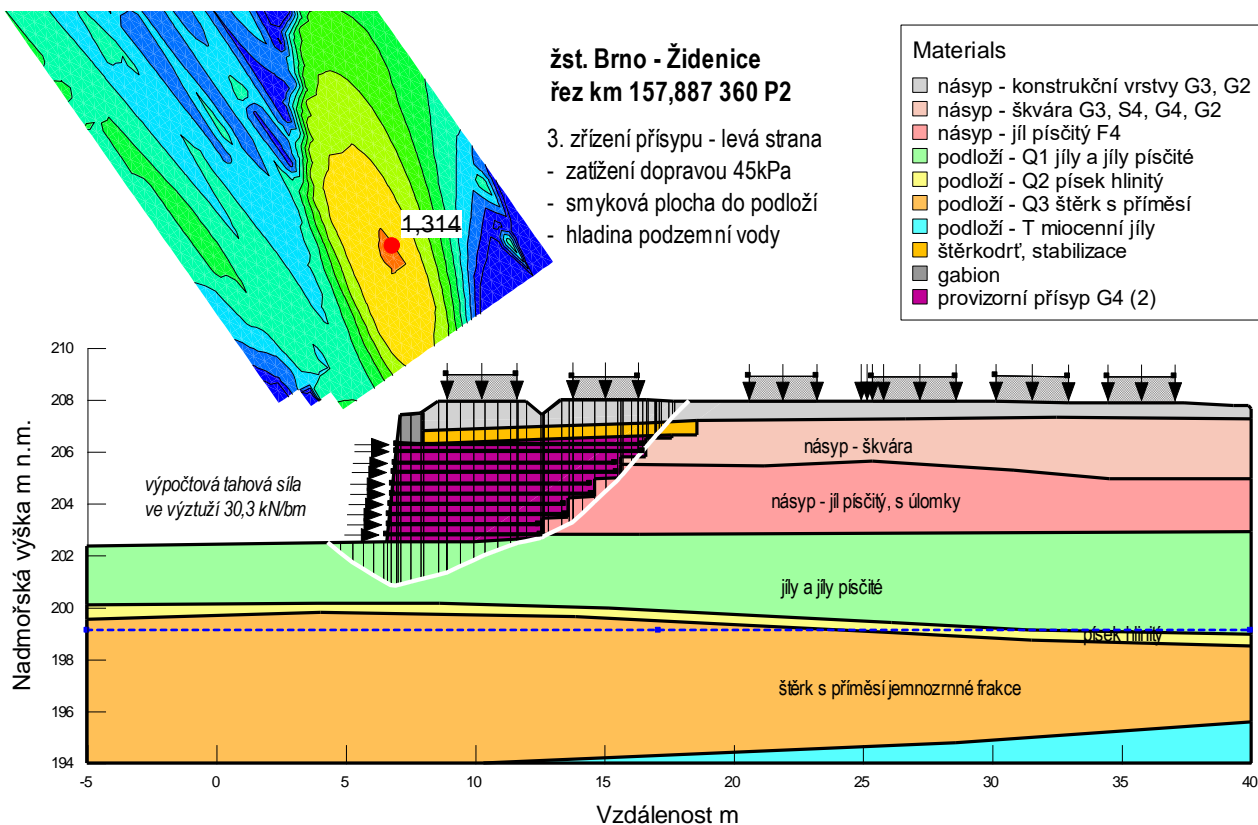 žst. Brno - Židenice
řez km 157,887 360 P2
3. zřízení přísypu - levá strana
- zatížení dopravou 45kPa
- smyková plocha do podloží
- hladina podzemní vody
1,314
Materials
násyp - konstrukční vrstvy G3, G2
násyp - škvára G3, S4, G4, G2
násyp - jíl písčitý F4
podloží - Q1 jíly a jíly písčité
podloží - Q2 písek hlinitý
podloží - Q3 štěrk s příměsí
podloží - T miocenní jíly
štěrkodrť, stabilizace
gabion
provizorní přísyp G4 (2)
Nadmořská výška m n.m.
210
208
206
204
202
200
198
196
194
výpočtová tahová síla
ve výztuží 30,3 kN/bm
násyp - škvára
násyp - jíl písčitý, s úlomky
jíly a jíly písčité
písek hlinitý
štěrk s příměsí jemnozrnné frakce
-5 0 5 10 15 20 25 30 35 40
Vzdálenost m